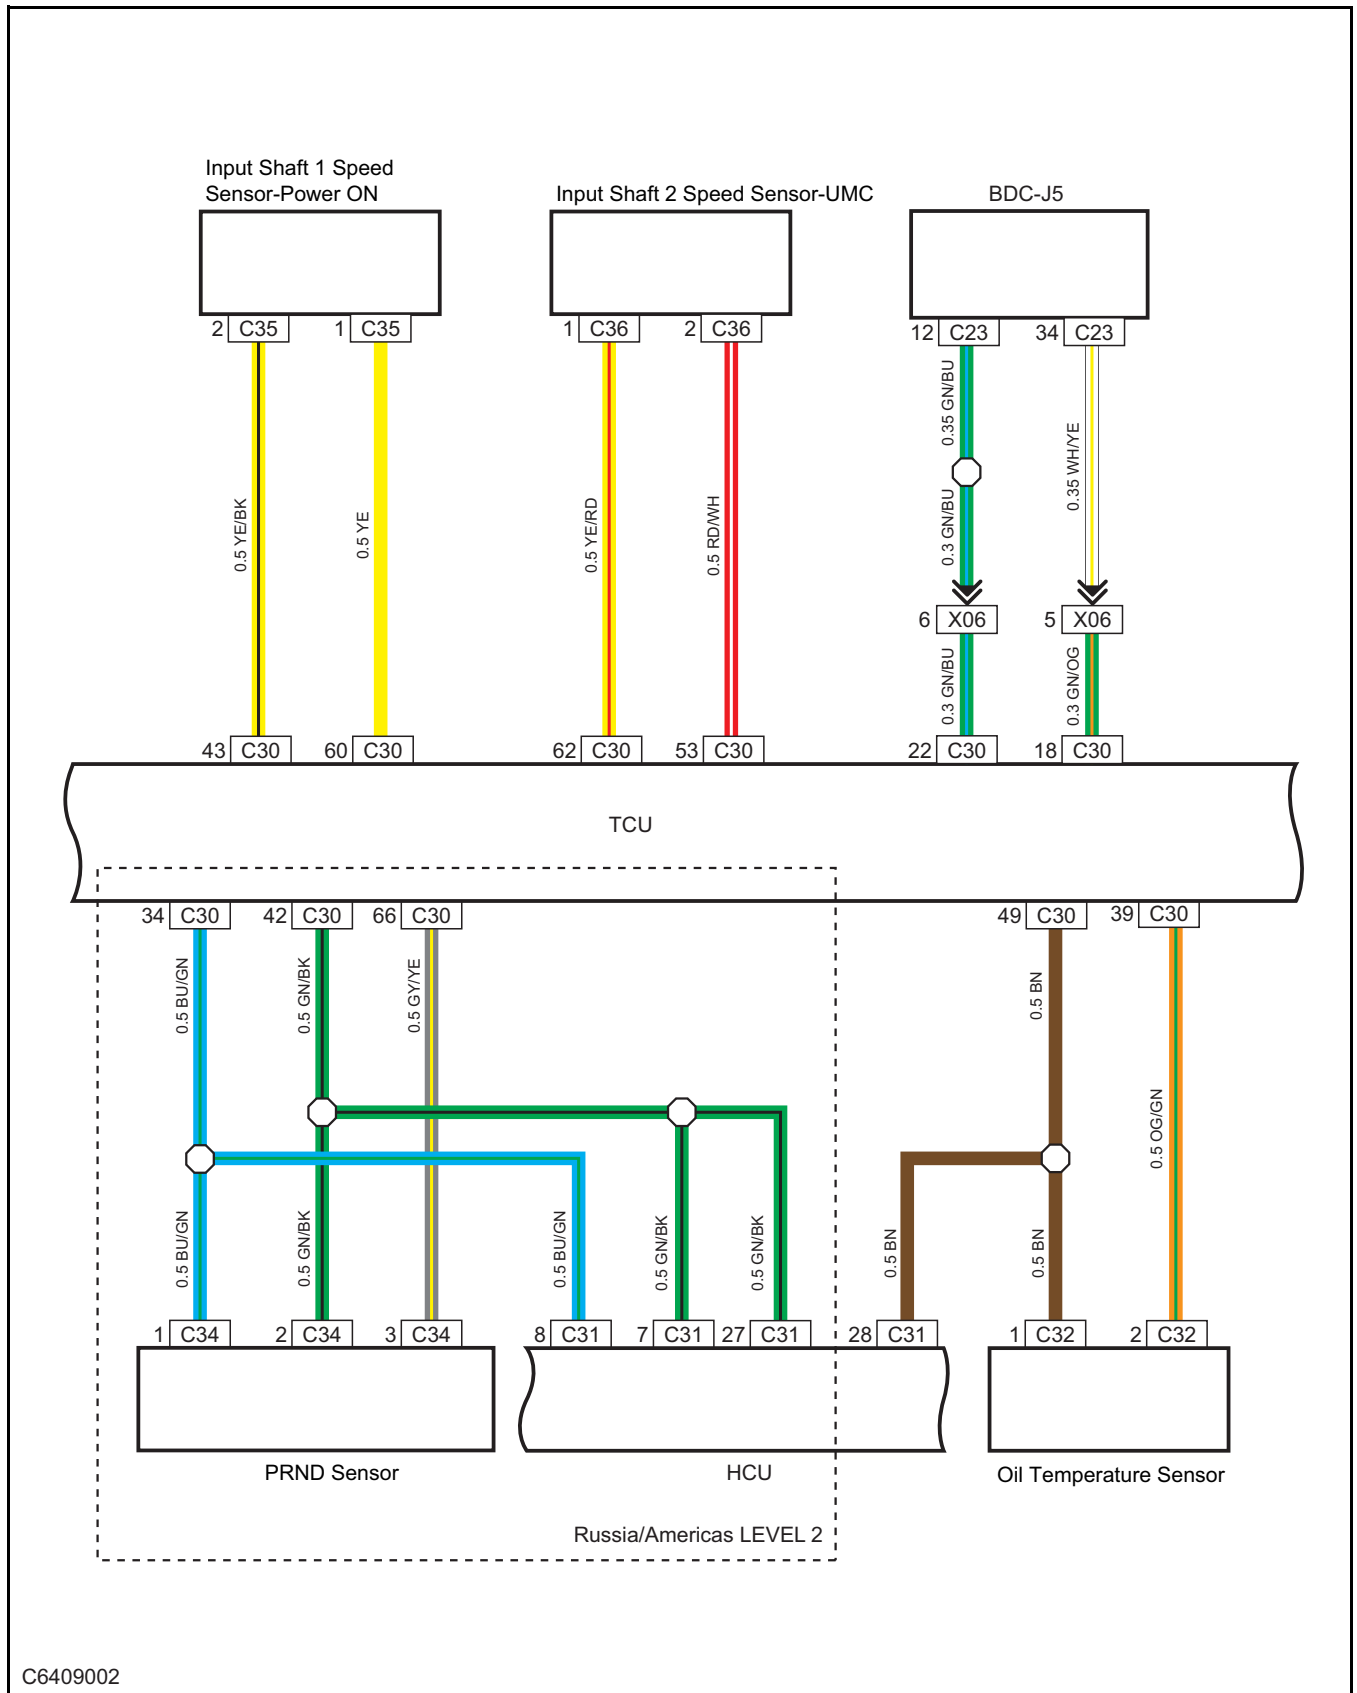 Input Shaft 1 Speed
Sensor-Power ON
Input Shaft 2 Speed Sensor-UMC
BDC-J5
2 C35
1 C35
1 C36
2 C36
12 C23
34 C23
0.5 YE/BK
0.5 YE
0.5 YE/RD
0.5 RD/WH
0.35 GN/BU
0.3 GN/BU
0.35 WH/YE
6 X06
5 X06
0.3 GN/BU
0.3 GN/OG
43 C30
60 C30
62 C30
53 C30
22 C30
18 C30
TCU
34 C30
42 C30
66 C30
49 C30
39 C30
0.5 BU/GN
0.5 GN/BK
0.5 GY/YE
0.5 BN
0.5 OG/GN
0.5 BU/GN
0.5 GN/BK
0.5 BU/GN
0.5 GN/BK
0.5 GN/BK
0.5 BN
0.5 BN
1 C34
2 C34
3 C34
8 C31
7 C31
27 C31
28 C31
1 C32
2 C32
PRND Sensor
HCU
Oil Temperature Sensor
Russia/Americas LEVEL 2
C6409002